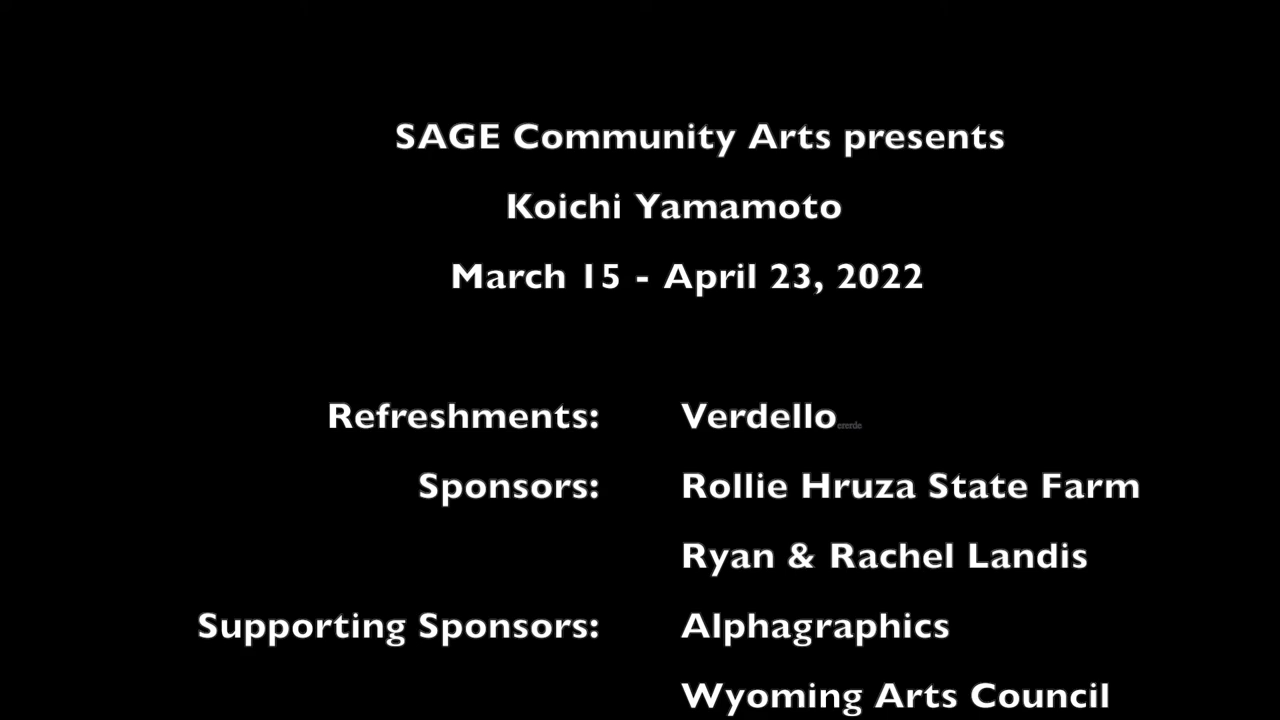 SAGE Community Arts presents
Koichi Yamamoto
March 15 - April 23, 2022
Refreshments: Verdello
Sponsors: Rollie Hruza State Farm
Ryan & Rachel Landis
Supporting Sponsors: Alphagraphics
Wyoming Arts Council